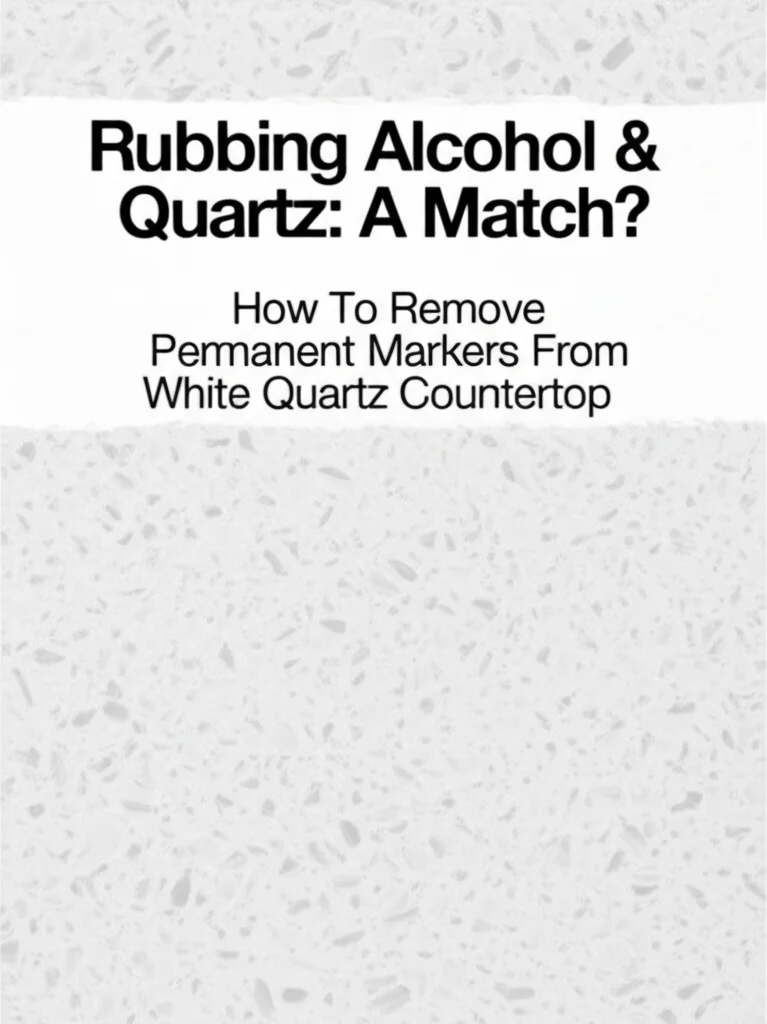 Rubbing Alcohol &
Quartz: A Match?
How To Remove
Permanent Markers From
White Quartz Countertop